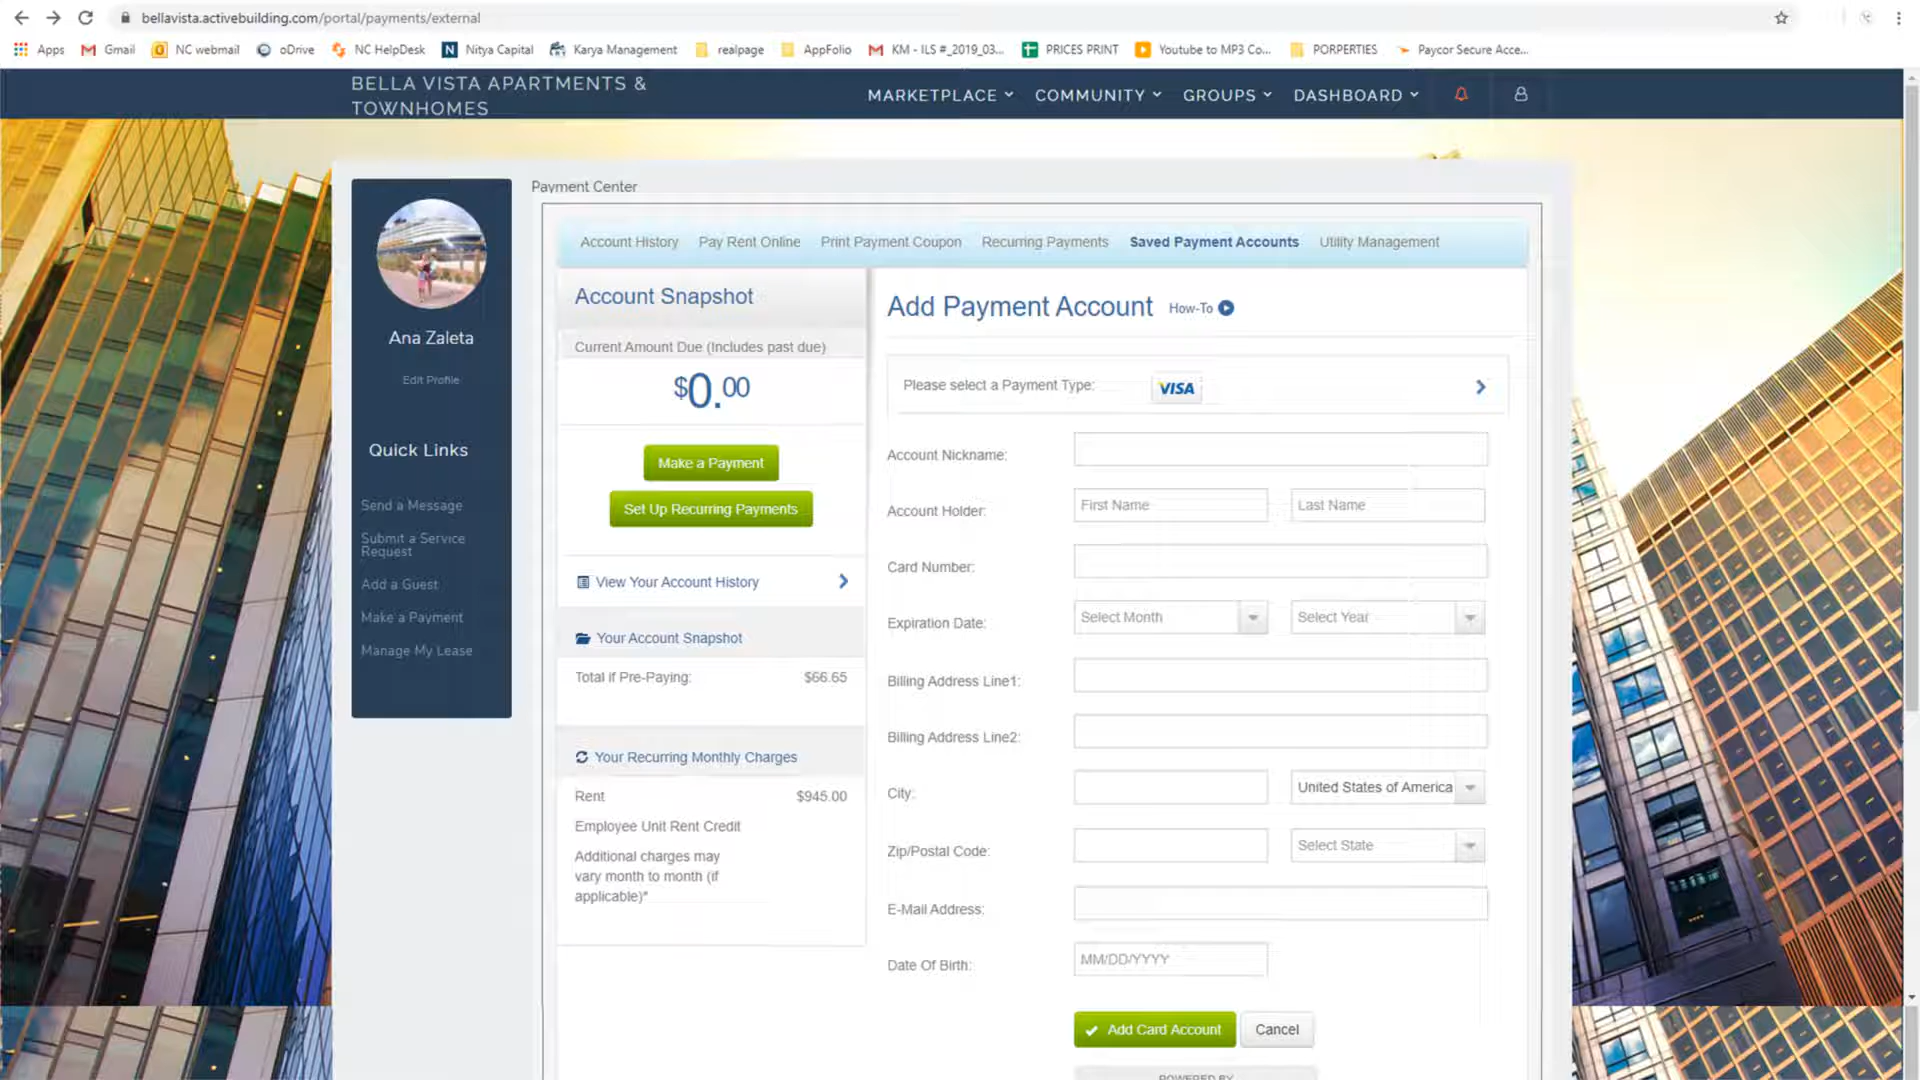 bellavista.activebuilding.com/portal/payments/external
Apps Gmail NC webmail oDrive NC HelpDesk Nitya Capital Karya Management realpage AppFolio KM - ILS #_2019_03... PRICES PRINT Youtube to MP3 Co... PORPERTIES Paycor Secure Acce...
BELLA VISTA APARTMENTS &
TOWNHOMES
MARKETPLACE COMMUNITY GROUPS DASHBOARD
Ana Zaleta
Edit Profile
Quick Links
Send a Message
Submit a Service
Request
Add a Guest
Make a Payment
Manage My Lease
Payment Center
Account History Pay Rent Online Print Payment Coupon Recurring Payments Saved Payment Accounts Utility Management
Account Snapshot
Current Amount Due (Includes past due)
$0.00
Make a Payment
Set Up Recurring Payments
View Your Account History
Your Account Snapshot
Total if Pre-Paying: $66.65
Your Recurring Monthly Charges
Rent $945.00
Employee Unit Rent Credit
Additional charges may
vary month to month (if
applicable)*
Add Payment Account How-To
Please select a Payment Type: VISA
Account Nickname:
Account Holder: First Name Last Name
Card Number:
Expiration Date: Select Month Select Year
Billing Address Line1:
Billing Address Line2:
City: United States of America
Zip/Postal Code: Select State
E-Mail Address:
Date Of Birth: MM/DD/YYYY
Add Card Account Cancel
POWERED BY